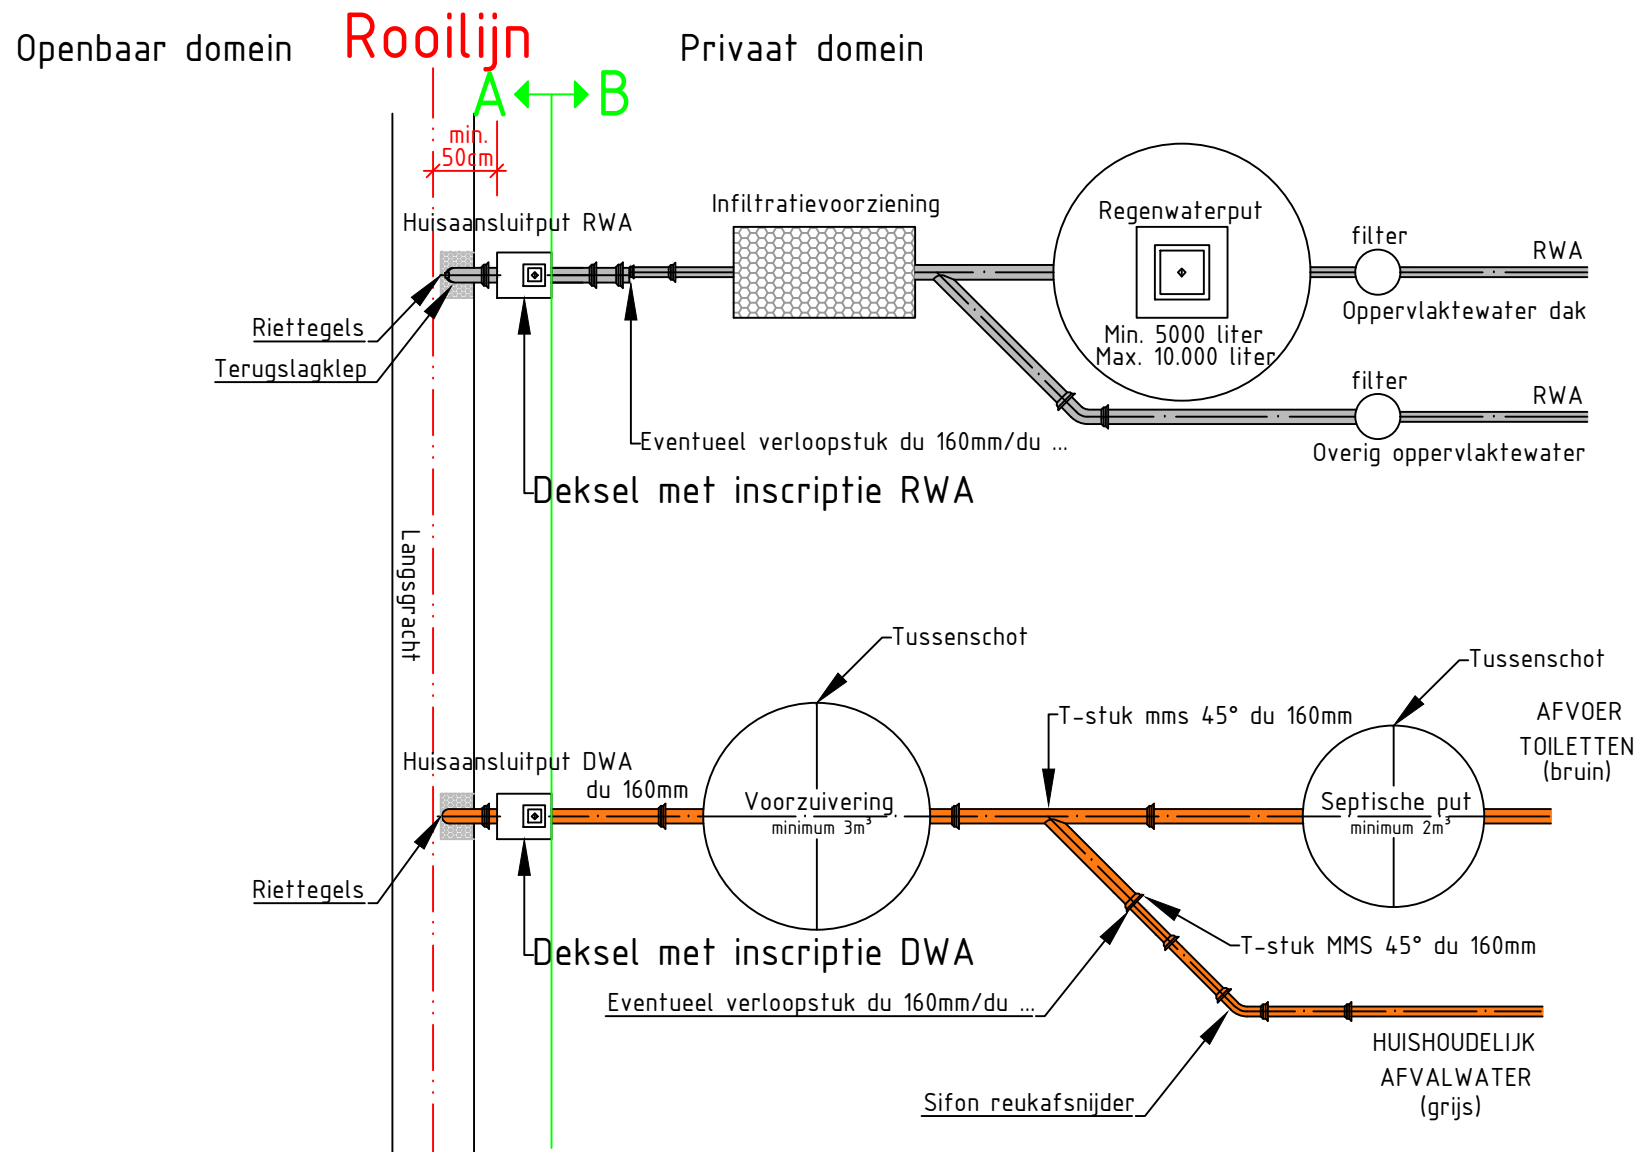 Openbaar domein
Rooilijn
Privaat domein
A
B
min.
50cm
Huisaansluitput RWA
Infiltratievoorziening
Regenwaterput
Min. 5000 liter
Max. 10.000 liter
filter
RWA
Oppervlaktewater dak
Riettegels
Terugslagklep
filter
RWA
Overig oppervlaktewater
Eventueel verloopstuk du 160mm/du ...
Deksel met inscriptie RWA
Langsgracht
Tussenschot
Tussenschot
T-stuk mms 45° du 160mm
AFVOER
TOILETTEN
(bruin)
Huisaansluitput DWA
du 160mm
Voorzuivering
minimum 3m³
Septische put
minimum 2m³
Riettegels
Deksel met inscriptie DWA
T-stuk MMS 45° du 160mm
Eventueel verloopstuk du 160mm/du ...
HUISHOUDELIJK
AFVALWATER
(grijs)
Sifon reukafsnijder